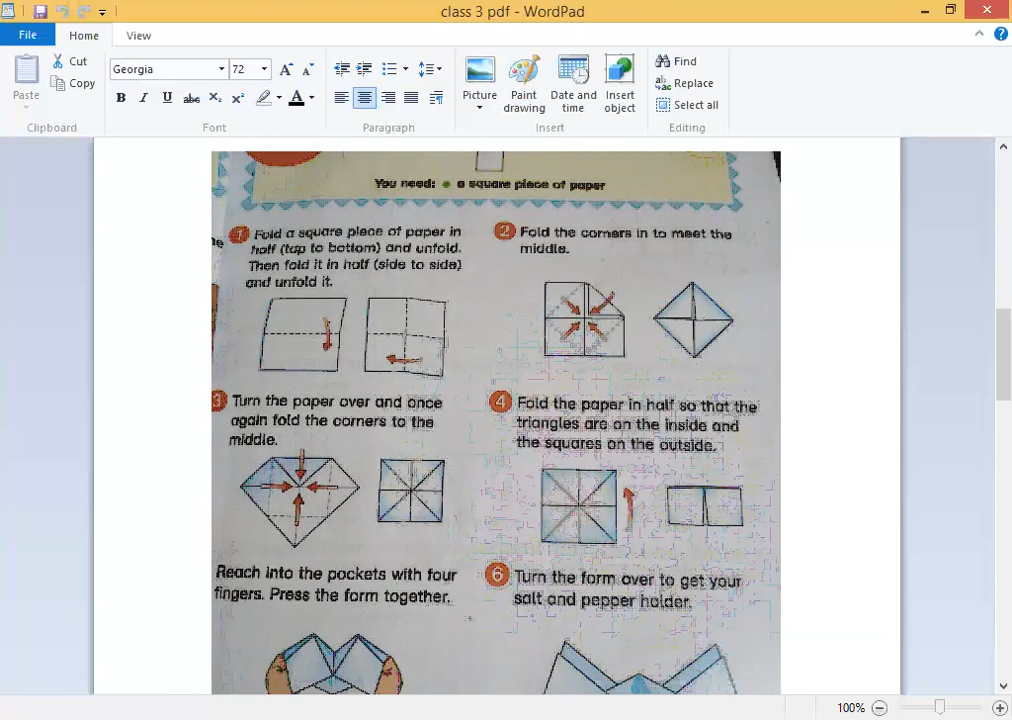 class 3 pdf - WordPad
File
Home
View
Paste
Cut
Copy
Clipboard
Georgia
72
B I U abc X₂ X² A
Font
Paragraph
Picture
Paint drawing
Date and time
Insert object
Insert
Find
Replace
Select all
Editing
You need: • a square piece of paper
1 Fold a square piece of paper in
half (top to bottom) and unfold.
Then fold it in half (side to side)
and unfold it.
2 Fold the corners in to meet the
middle.
3 Turn the paper over and once
again fold the corners to the
middle.
4 Fold the paper in half so that the
triangles are on the inside and
the squares on the outside.
Reach into the pockets with four
fingers. Press the form together.
6 Turn the form over to get your
salt and pepper holder.
100%